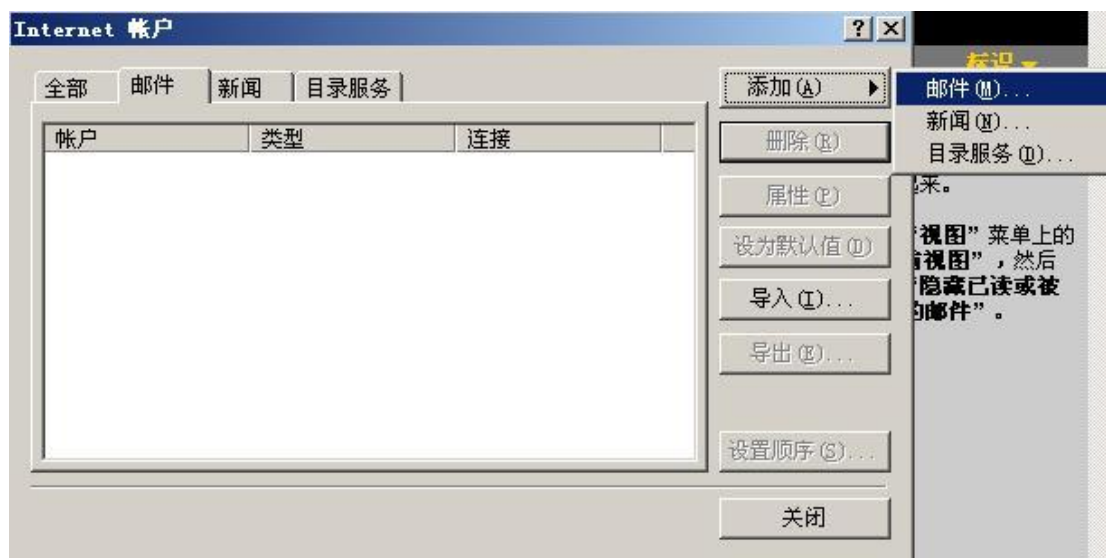 Internet 帐户
标识
全部 邮件 新闻 目录服务
添加(A)
邮件(M)...
新闻(N)...
目录服务(D)...
帐户 类型 连接
删除(R)
来。
属性(P)
视图” 菜单上的
设为默认值(D)
视图”，然后
隐藏已读或被
导入(I)...
邮件”。
导出(E)...
设置顺序(S)...
关闭